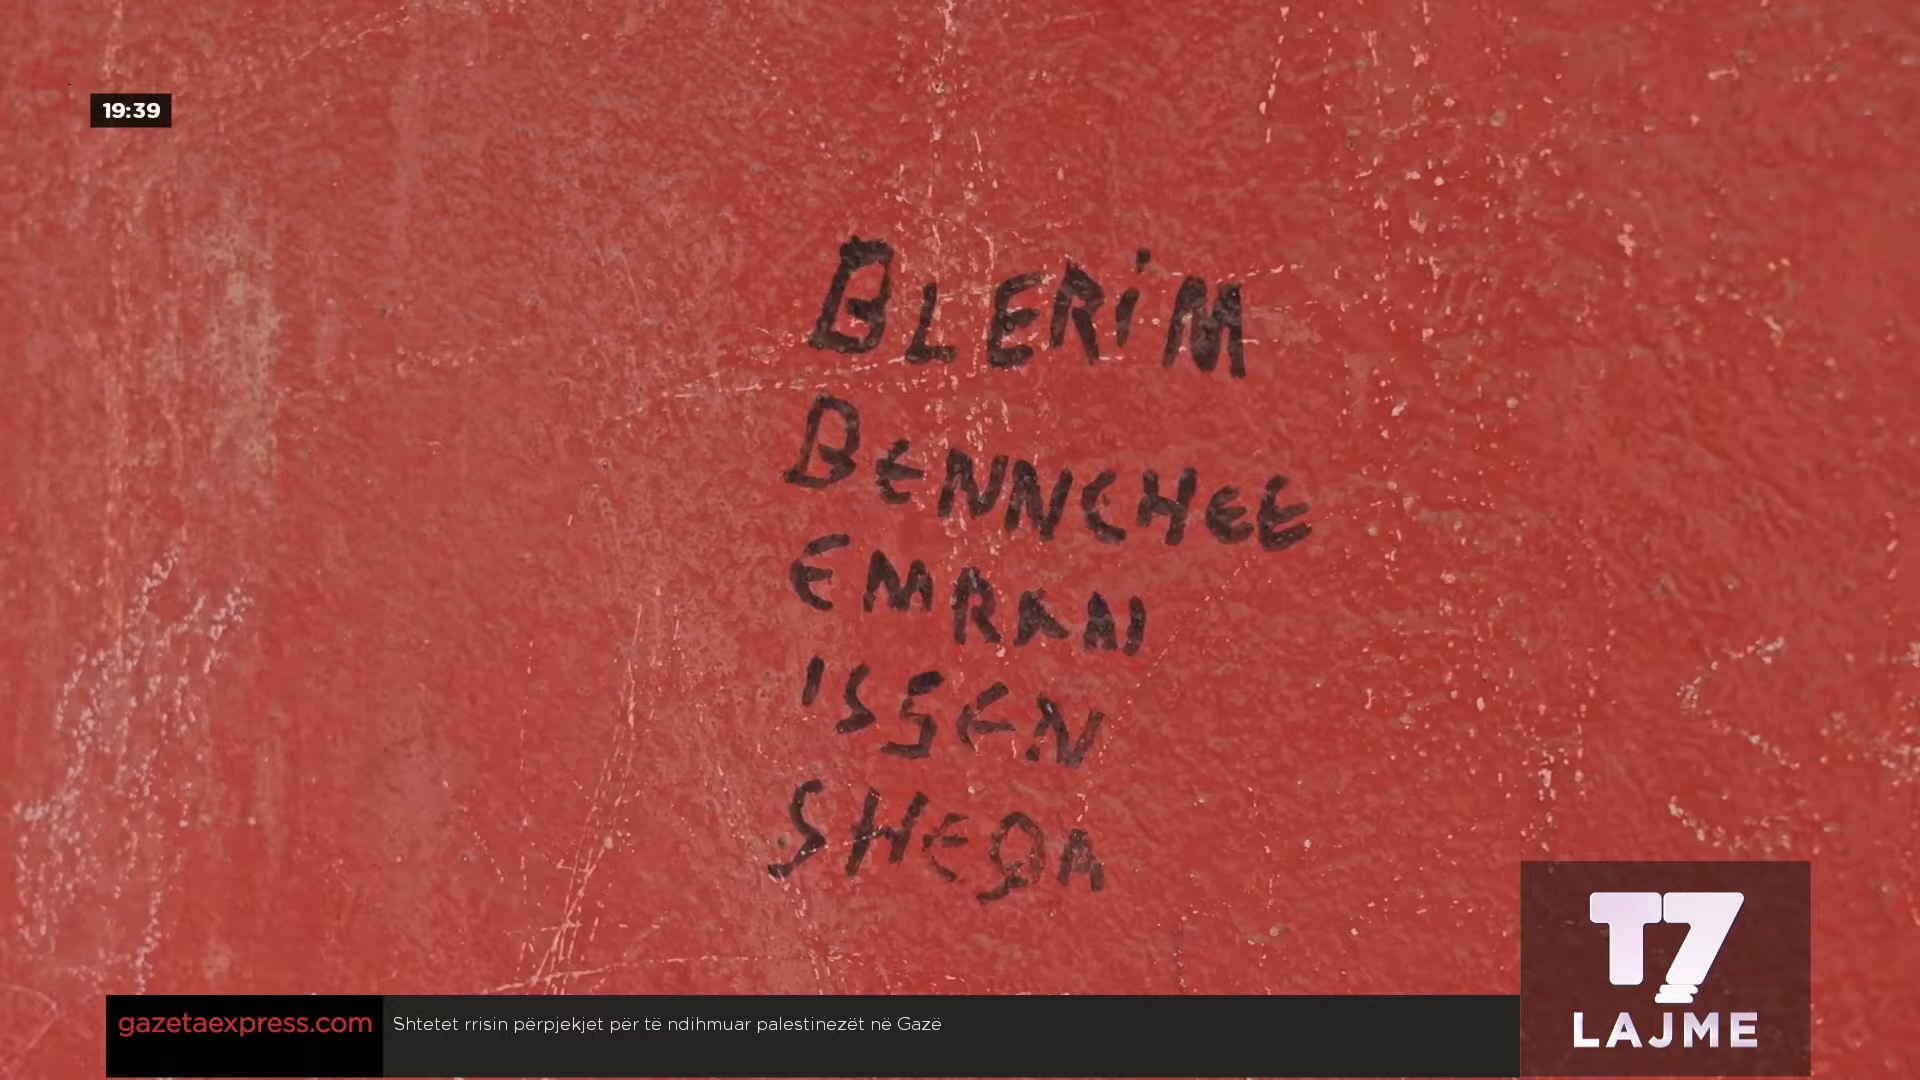 19:39
BLERiM
BENNCHEE
EMRAN
ISSEN
SHEQA
gazetaexpress.com Shtetet rrisin përpjekjet për të ndihmuar palestinezët në Gazë
T7
LAJME